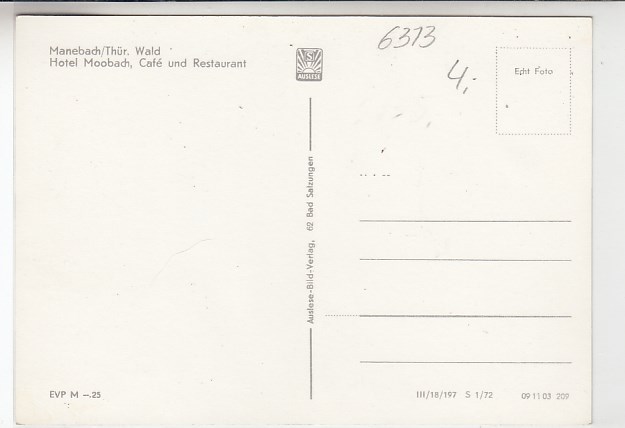 Manebach/Thür. Wald
Hotel Moobach, Café und Restaurant
S
AUSLESE
6373
4,-
Echt Foto
Auslese-Bild-Verlag, 62 Bad Salzungen
EVP M -.25
III/18/197 S 1/72
09 11 03 209